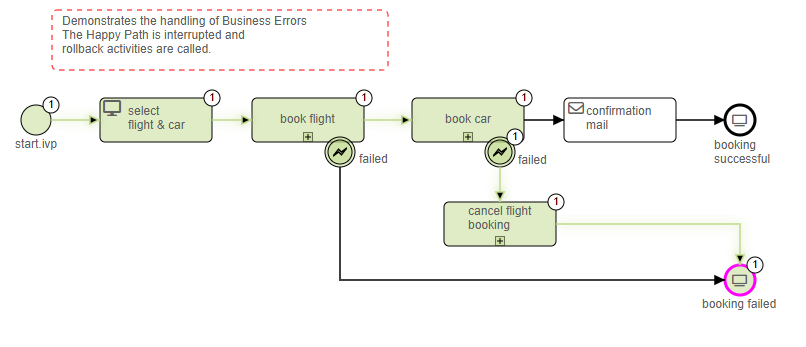 Demonstrates the handling of Business Errors
The Happy Path is interrupted and
rollback activities are called.
1
start.ivp
1
select
flight & car
1
book flight
failed
1
book car
1
failed
confirmation
mail
booking
successful
1
cancel flight
booking
1
booking failed